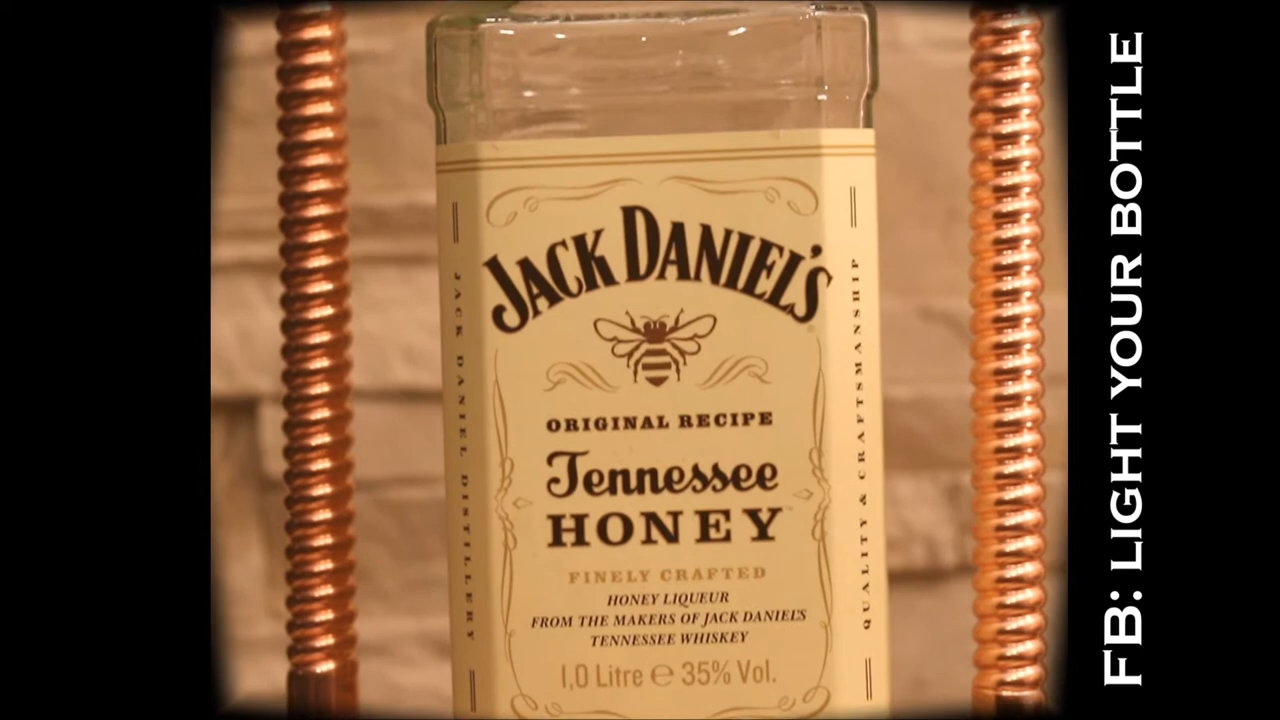 JACK DANIEL'S
ORIGINAL RECIPE
Tennessee
HONEY
FINELY CRAFTED
HONEY LIQUEUR
FROM THE MAKERS OF JACK DANIEL'S
TENNESSEE WHISKEY
1,0 Litre ℮ 35% Vol.
JACK DANIEL DISTILLERY
QUALITY & CRAFTSMANSHIP
FB: LIGHT YOUR BOTTLE